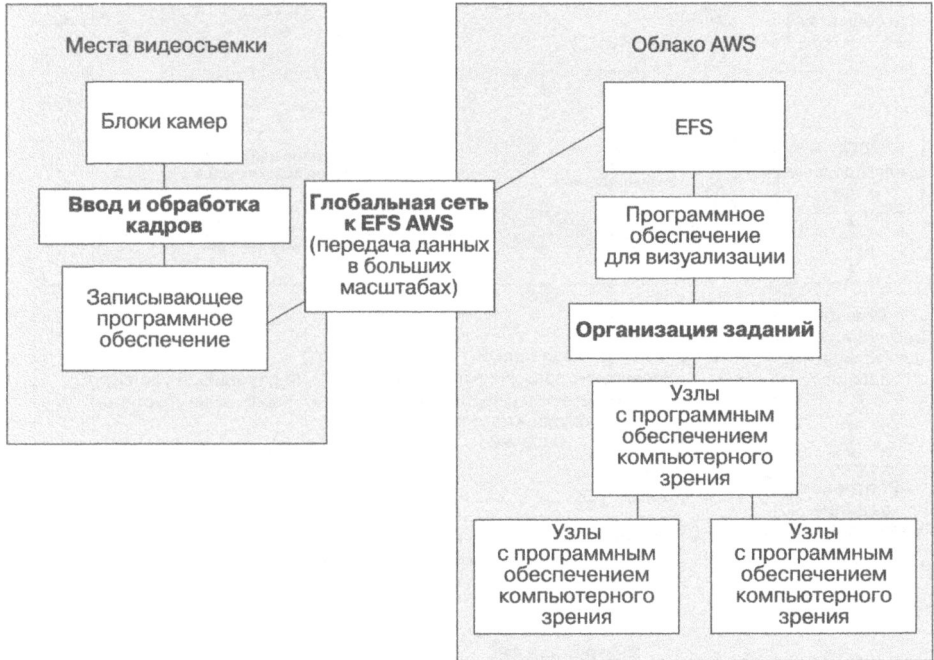 Места видеосъемки
Блоки камер
Ввод и обработка
кадров
Записывающее
программное
обеспечение
Глобальная сеть
к EFS AWS
(передача данных
в больших
масштабах)
Облако AWS
EFS
Программное
обеспечение
для визуализации
Организация заданий
Узлы
с программным
обеспечением
компьютерного
зрения
Узлы
с программным
обеспечением
компьютерного
зрения
Узлы
с программным
обеспечением
компьютерного
зрения